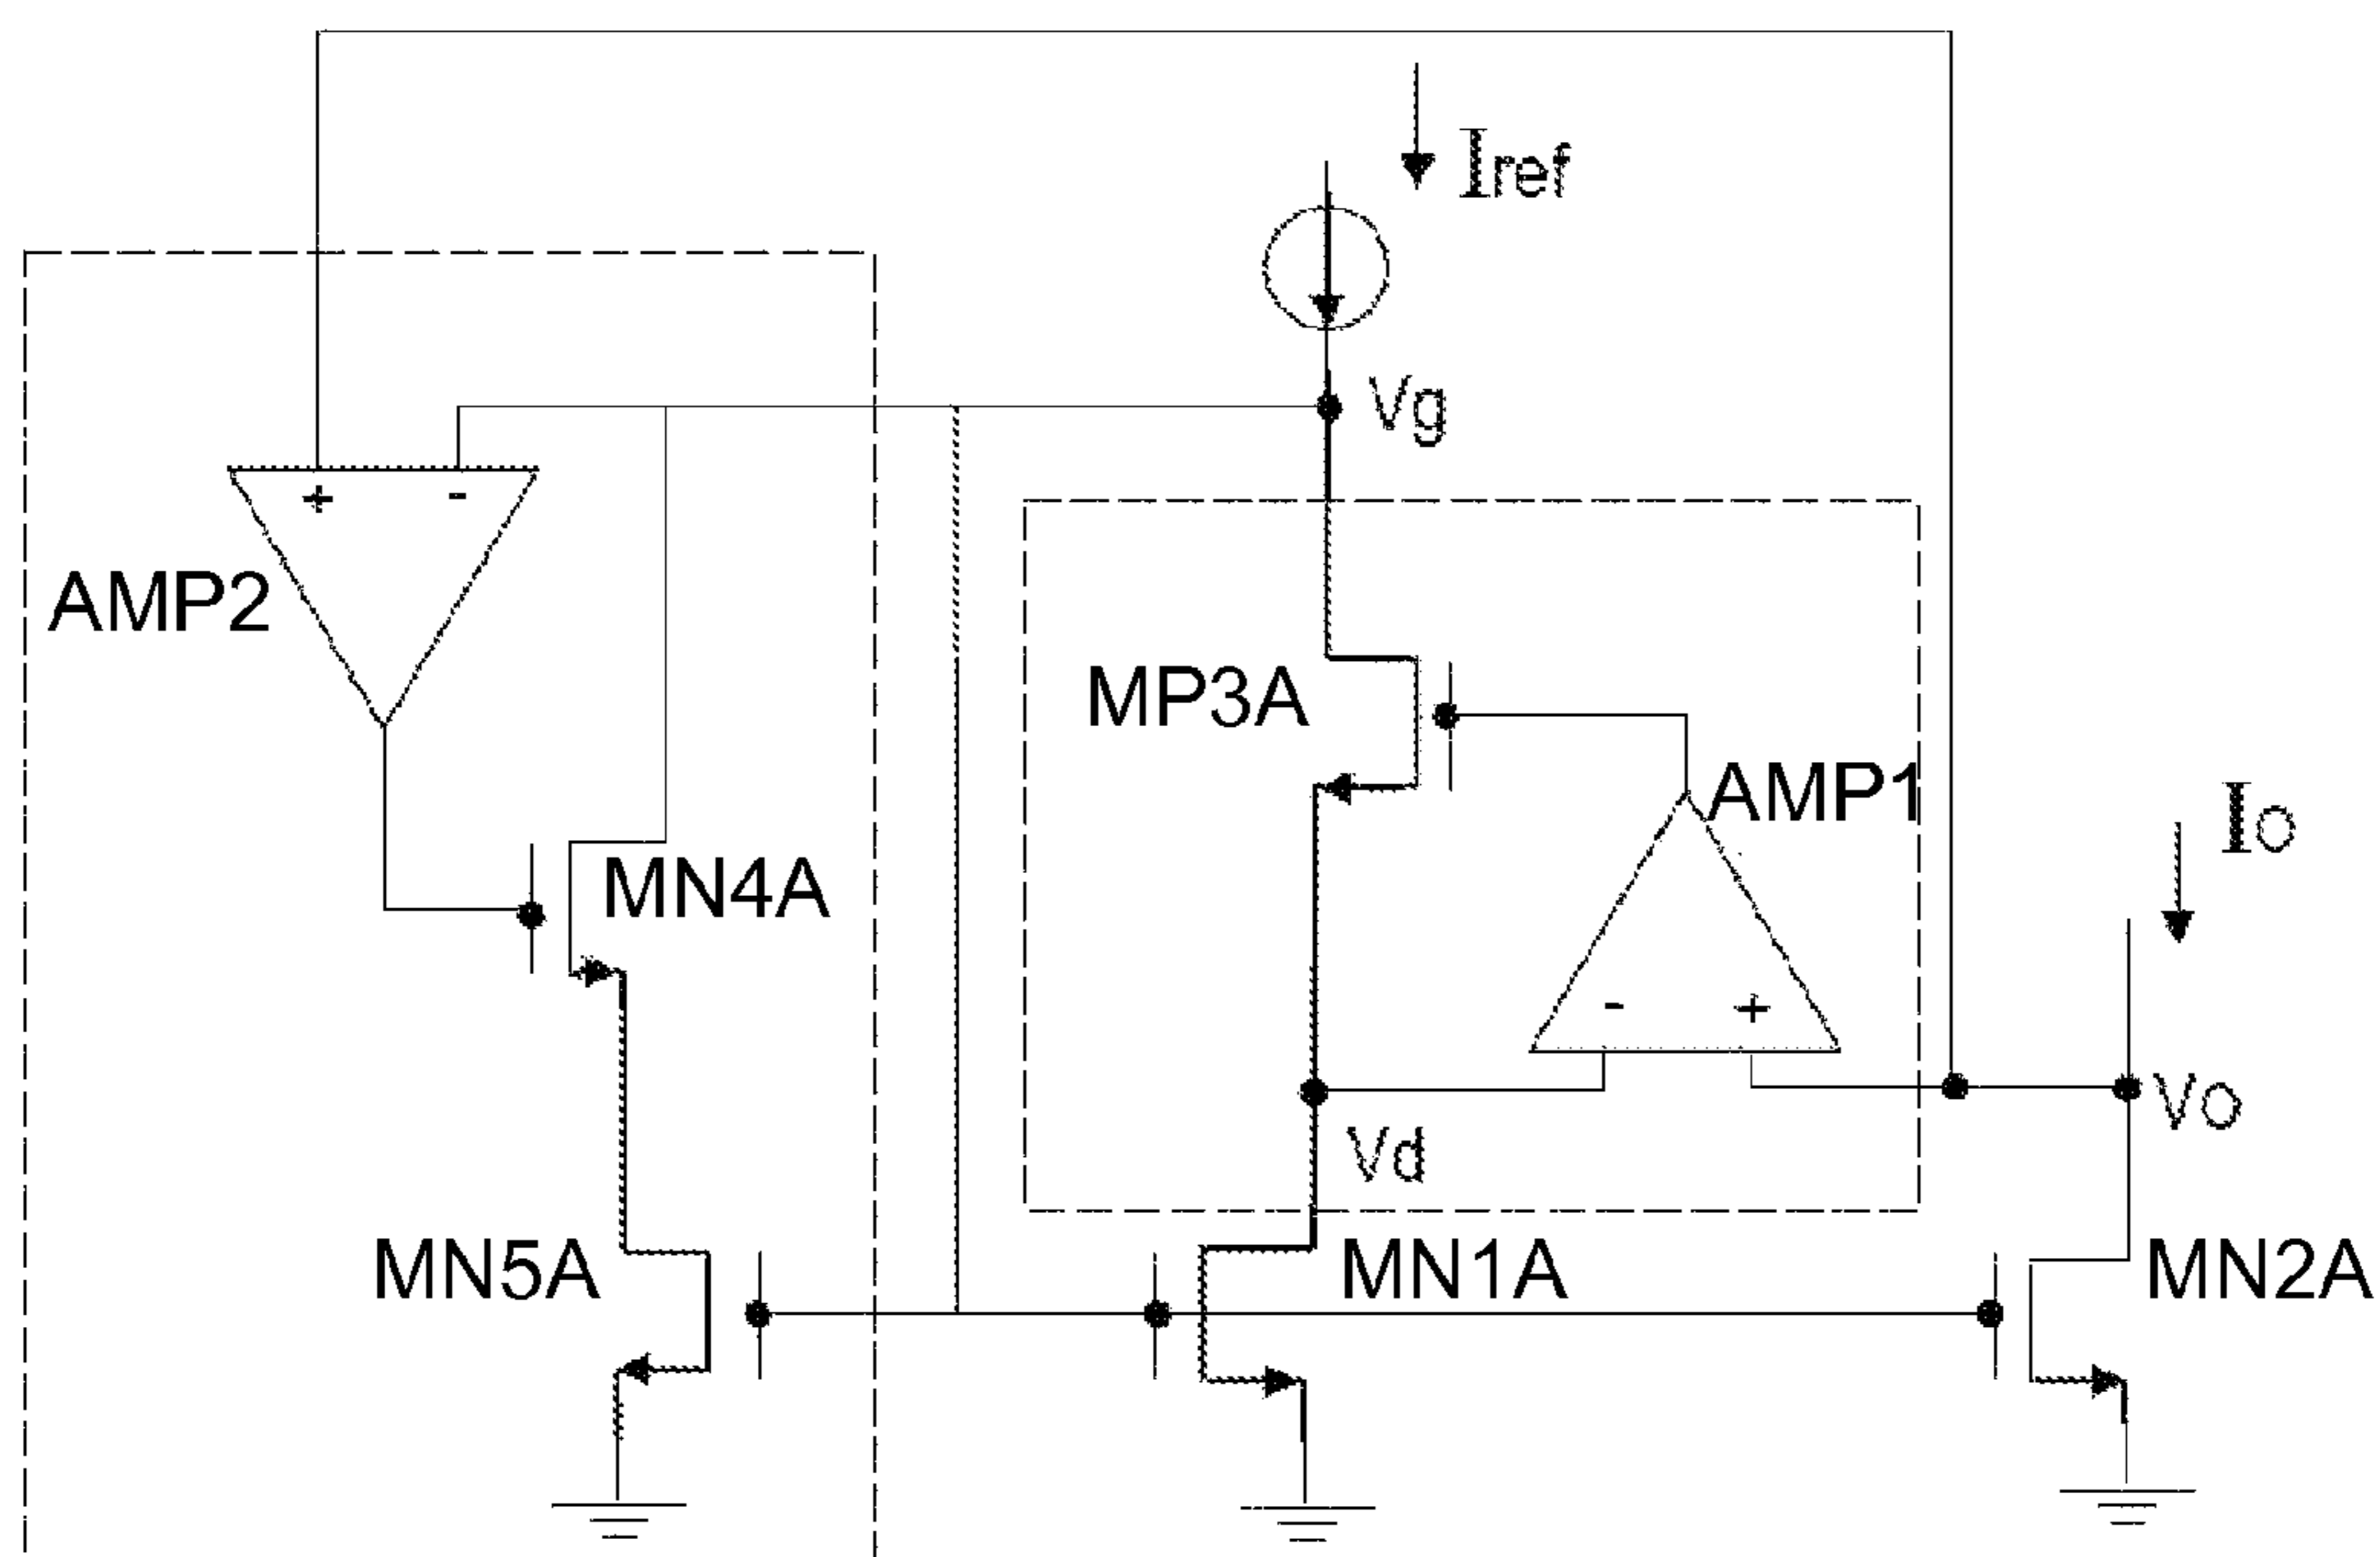 Iref
Vg
+ -
AMP2
MP3A
AMP1
Io
MN4A
- +
Vo
Vd
MN5A
MN1A
MN2A